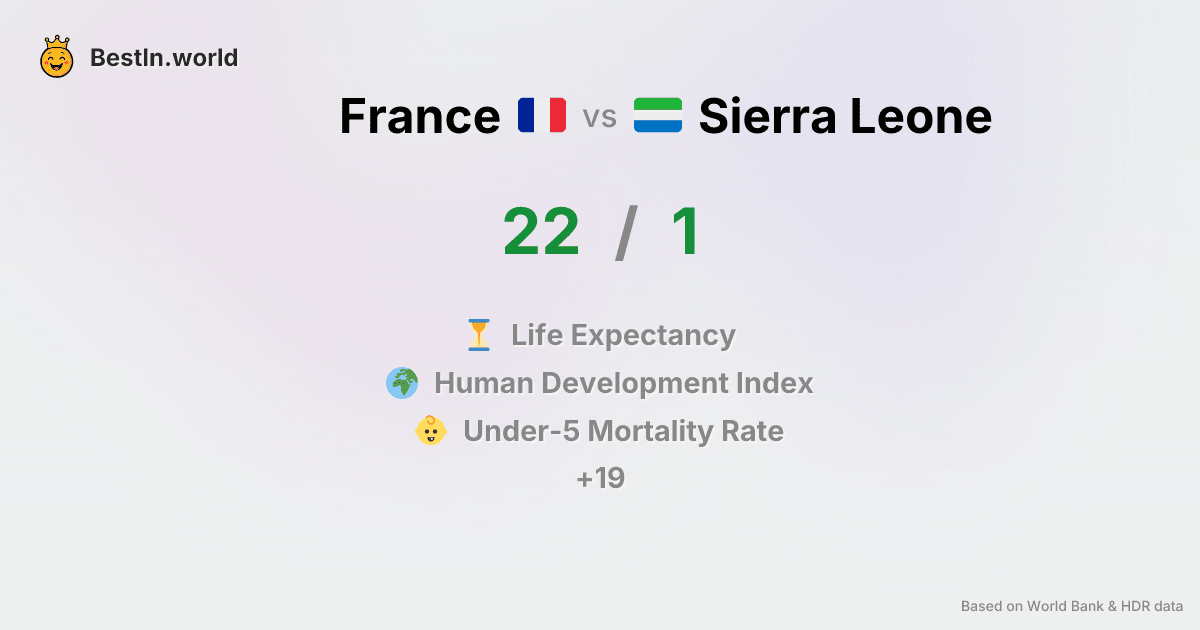 BestIn.world
France vs Sierra Leone
22 / 1
Life Expectancy
Human Development Index
Under-5 Mortality Rate
+19
Based on World Bank & HDR data